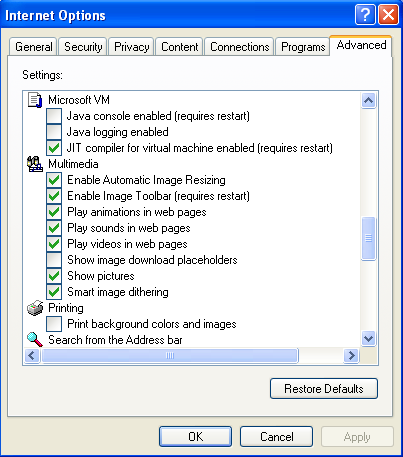 Internet Options
General Security Privacy Content Connections Programs Advanced
Settings:
Microsoft VM
Java console enabled (requires restart)
Java logging enabled
JIT compiler for virtual machine enabled (requires restart)
Multimedia
Enable Automatic Image Resizing
Enable Image Toolbar (requires restart)
Play animations in web pages
Play sounds in web pages
Play videos in web pages
Show image download placeholders
Show pictures
Smart image dithering
Printing
Print background colors and images
Search from the Address bar
Restore Defaults
OK Cancel Apply